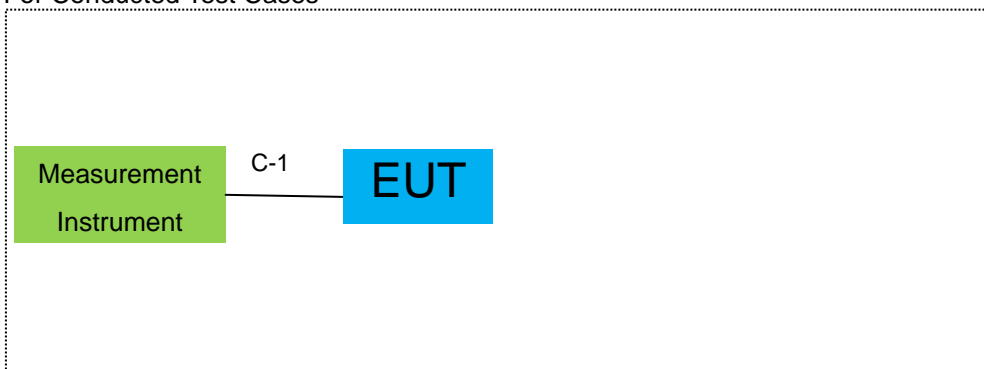 For Conducted Test Cases
Measurement
Instrument
C-1
EUT